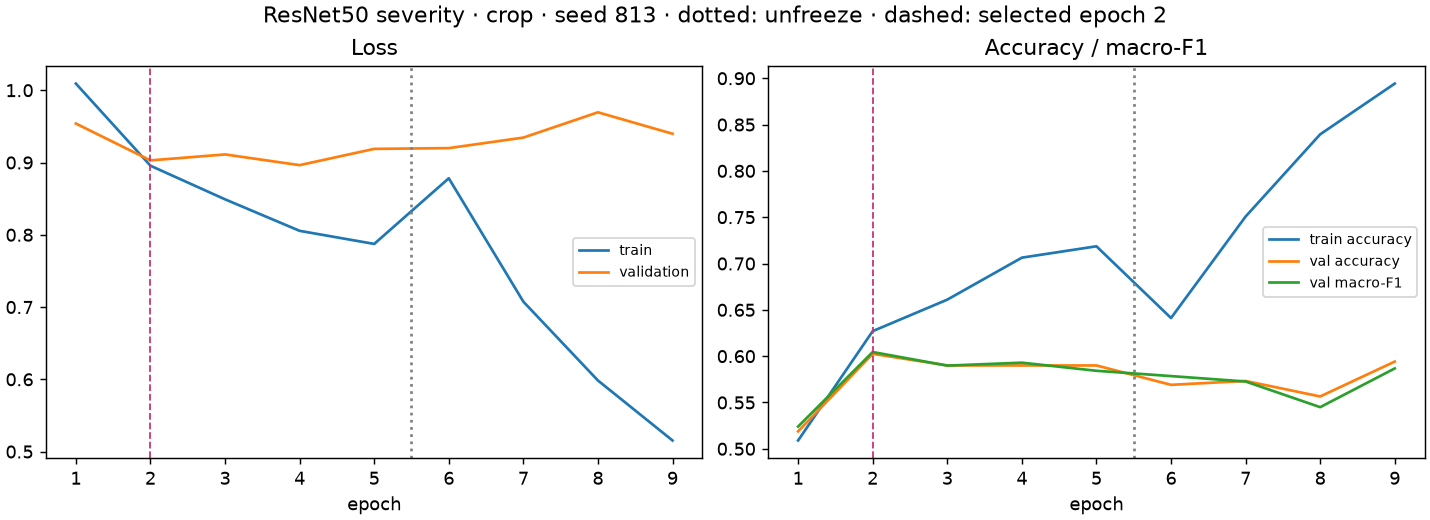 ResNet50 severity · crop · seed 813 · dotted: unfreeze · dashed: selected epoch 2
Loss
1.0
0.9
0.8
0.7
0.6
0.5
train
validation
1 2 3 4 5 6 7 8 9
epoch
Accuracy / macro-F1
0.90
0.85
0.80
0.75
0.70
0.65
0.60
0.55
0.50
train accuracy
val accuracy
val macro-F1
1 2 3 4 5 6 7 8 9
epoch